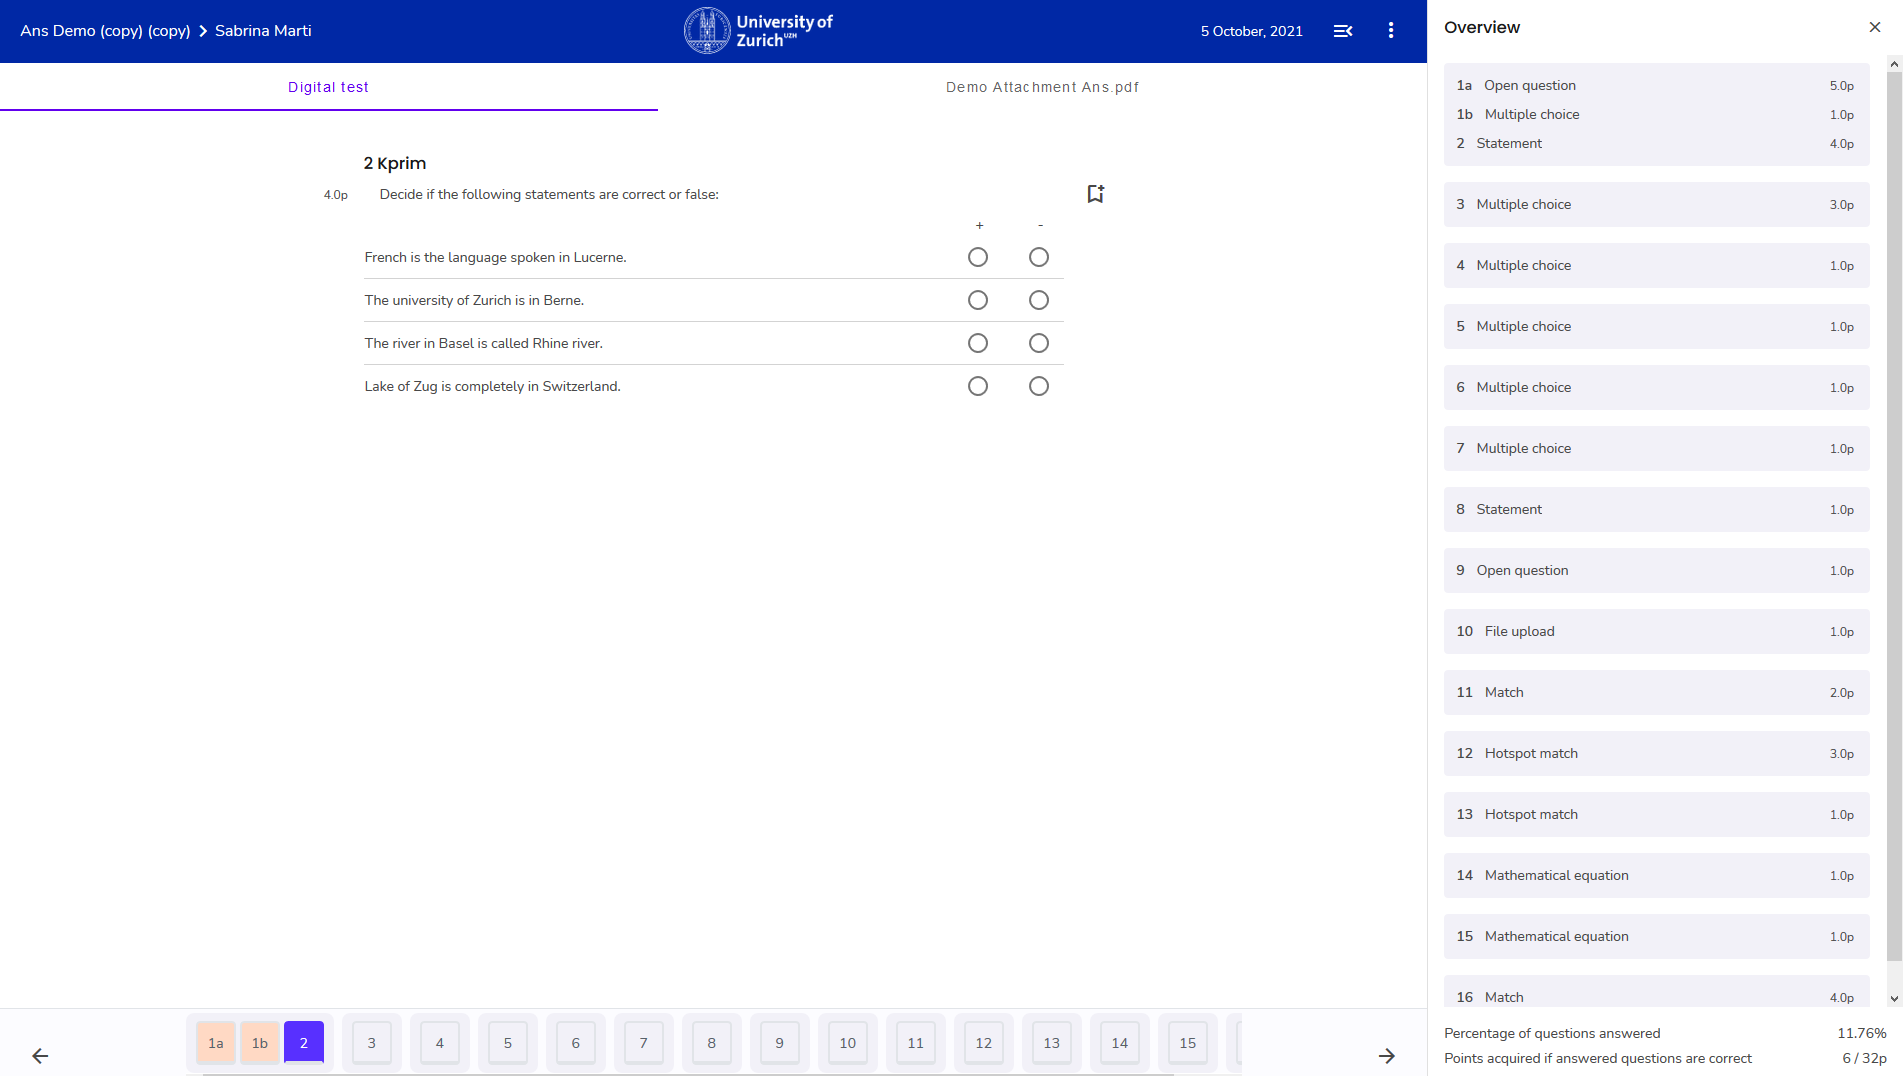 Ans Demo (copy) (copy) > Sabrina Marti
University of
Zurich UZH
5 October, 2021
Digital test
Demo Attachment Ans.pdf
2 Kprim
4.0p Decide if the following statements are correct or false:
+ -
French is the language spoken in Lucerne.
The university of Zurich is in Berne.
The river in Basel is called Rhine river.
Lake of Zug is completely in Switzerland.
1a 1b 2 3 4 5 6 7 8 9 10 11 12 13 14 15
Overview
1a Open question 5.0p
1b Multiple choice 1.0p
2 Statement 4.0p
3 Multiple choice 3.0p
4 Multiple choice 1.0p
5 Multiple choice 1.0p
6 Multiple choice 1.0p
7 Multiple choice 1.0p
8 Statement 1.0p
9 Open question 1.0p
10 File upload 1.0p
11 Match 2.0p
12 Hotspot match 3.0p
13 Hotspot match 1.0p
14 Mathematical equation 1.0p
15 Mathematical equation 1.0p
16 Match 4.0p
Percentage of questions answered 11.76%
Points acquired if answered questions are correct 6 / 32p